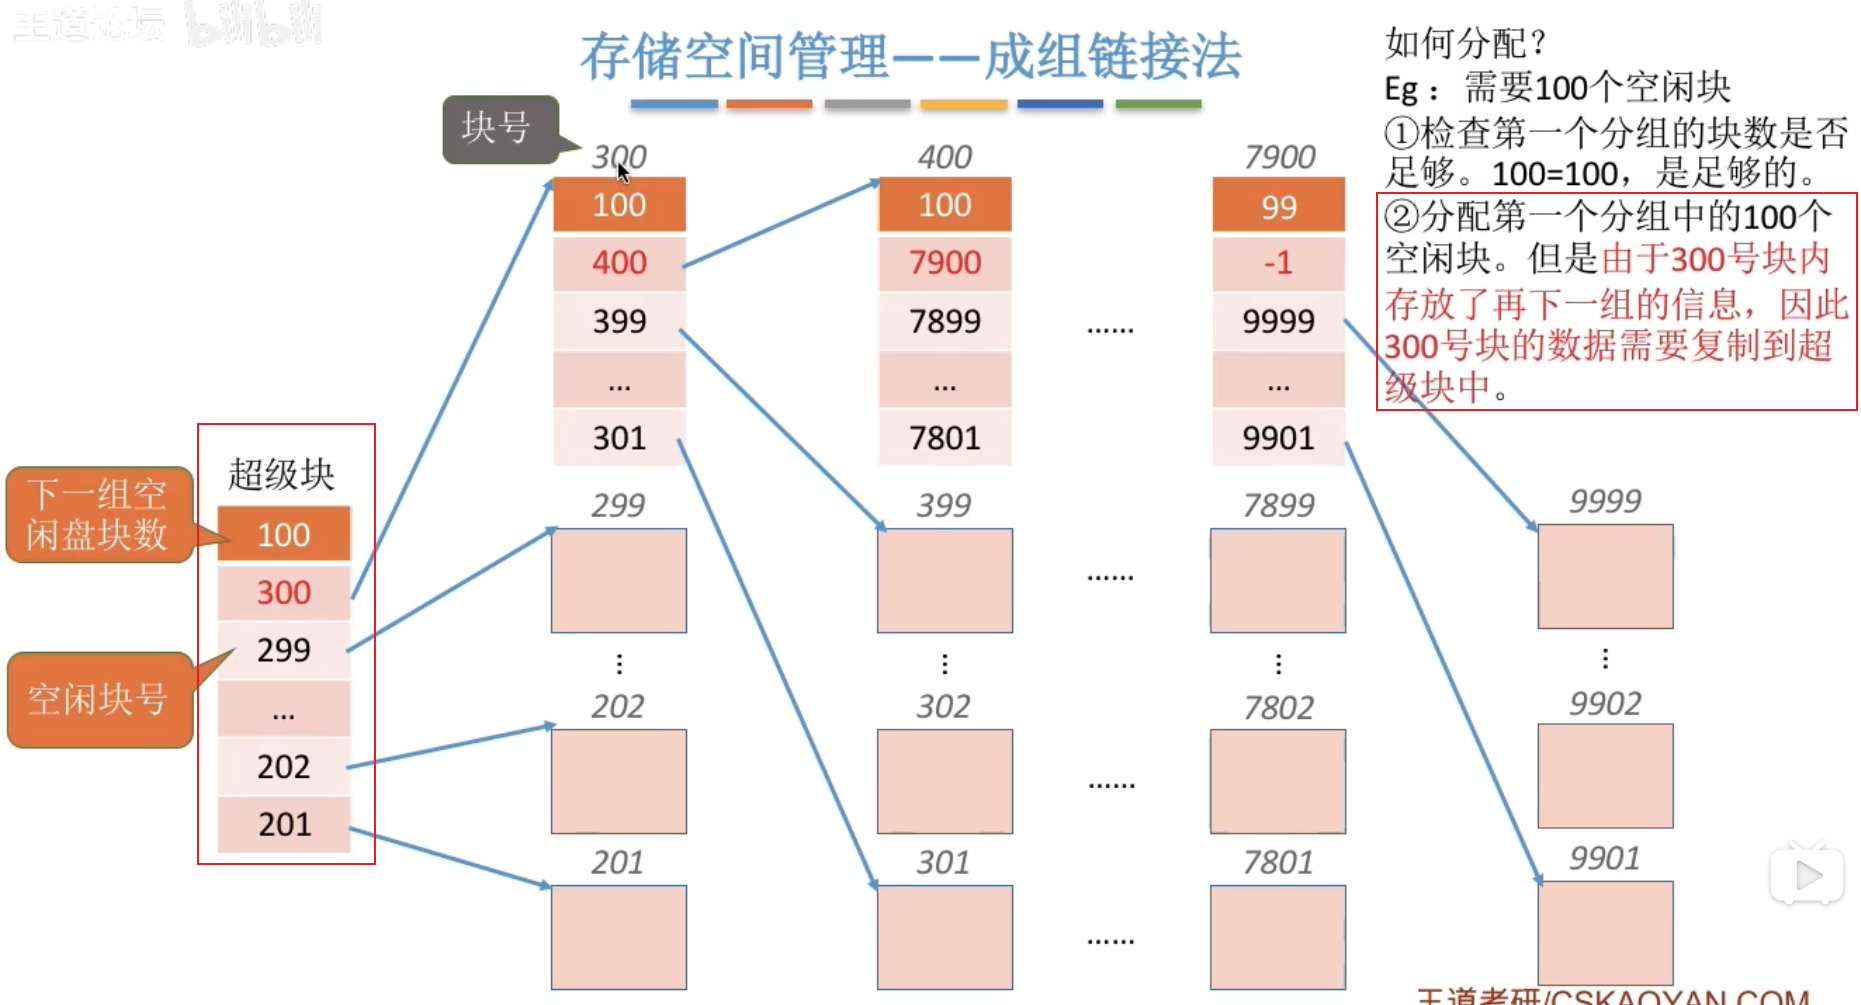 王道论坛 bilibili
存储空间管理——成组链接法
如何分配？
Eg： 需要100个空闲块
①检查第一个分组的块数是否
足够。100=100，是足够的。
②分配第一个分组中的100个
空闲块。但是由于300号块内
存放了再下一组的信息，因此
300号块的数据需要复制到超
级块中。
块号
300
100
400
399
...
301
400
100
7900
7899
...
7801
......
7900
99
-1
9999
...
9901
超级块
下一组空
闲盘块数
100
300
299
空闲块号
...
202
201
299
399
7899
9999
......
202
302
7802
9902
......
201
301
7801
9901
......
王道考研/CSKAOYAN.COM